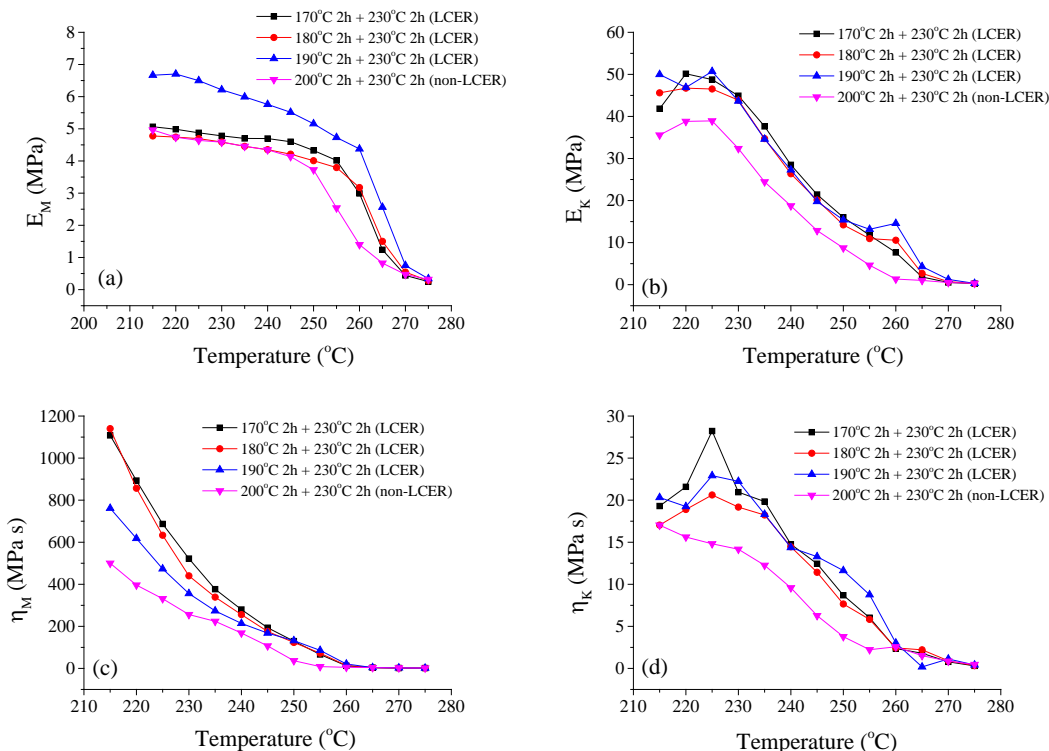 8
7
6
5
4
3
2
1
0
E_M (MPa)
170°C 2h + 230°C 2h (LCER)
180°C 2h + 230°C 2h (LCER)
190°C 2h + 230°C 2h (LCER)
200°C 2h + 230°C 2h (non-LCER)
(a)
200 210 220 230 240 250 260 270 280
Temperature (°C)
60
50
40
30
20
10
0
E_K (MPa)
170°C 2h + 230°C 2h (LCER)
180°C 2h + 230°C 2h (LCER)
190°C 2h + 230°C 2h (LCER)
200°C 2h + 230°C 2h (non-LCER)
(b)
210 220 230 240 250 260 270 280
Temperature (°C)
1200
1000
800
600
400
200
0
η_M (MPa s)
170°C 2h + 230°C 2h (LCER)
180°C 2h + 230°C 2h (LCER)
190°C 2h + 230°C 2h (LCER)
200°C 2h + 230°C 2h (non-LCER)
(c)
210 220 230 240 250 260 270 280
Temperature (°C)
30
25
20
15
10
5
0
η_K (MPa s)
170°C 2h + 230°C 2h (LCER)
180°C 2h + 230°C 2h (LCER)
190°C 2h + 230°C 2h (LCER)
200°C 2h + 230°C 2h (non-LCER)
(d)
210 220 230 240 250 260 270 280
Temperature (°C)